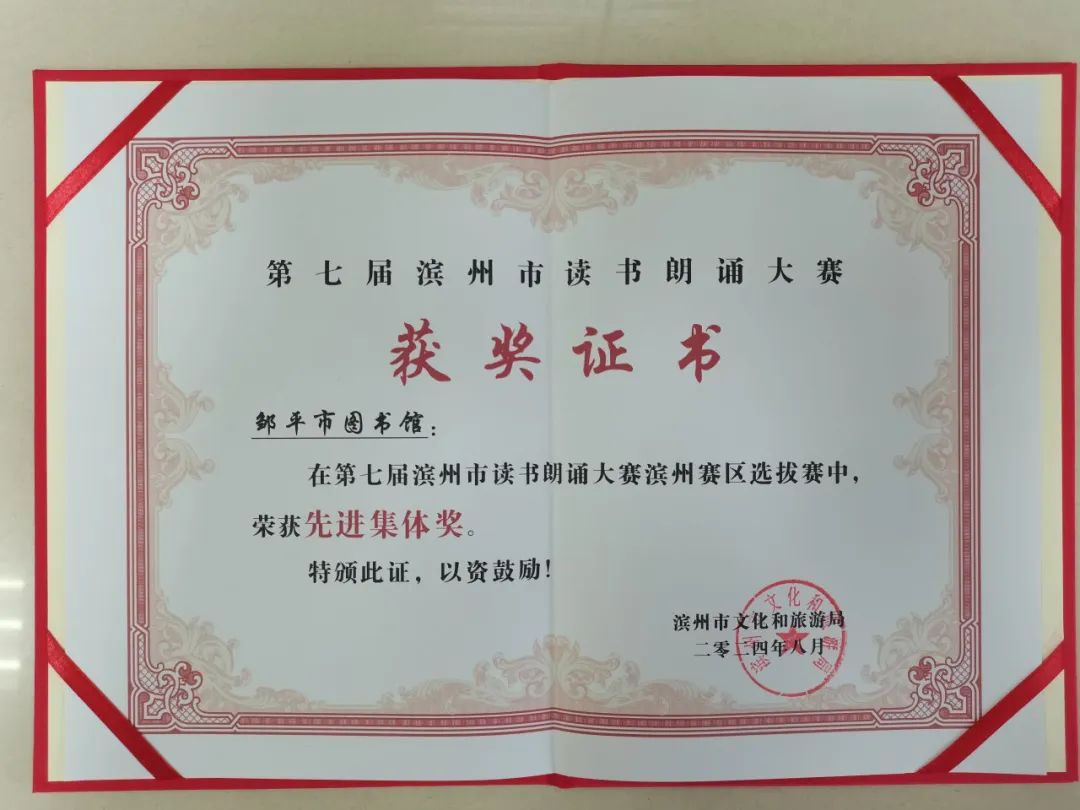 第七届滨州市读书朗诵大赛
获奖证书
邹平市图书馆：
在第七届滨州市读书朗诵大赛滨州赛区选拔赛中，
荣获先进集体奖。
特颁此证，以资鼓励！
滨州市文化和旅游局
二零二四年八月